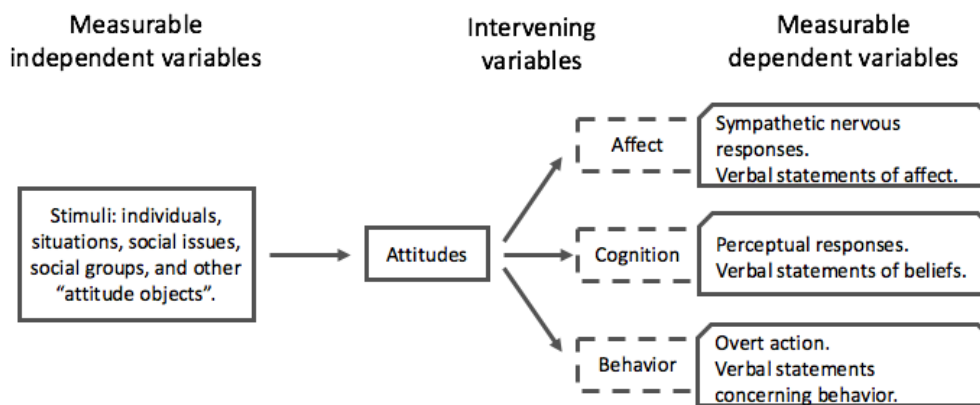 Measurable
independent variables
Intervening
variables
Measurable
dependent variables
Stimuli: individuals,
situations, social issues,
social groups, and other
“attitude objects”.
Attitudes
Affect
Sympathetic nervous
responses.
Verbal statements of affect.
Cognition
Perceptual responses.
Verbal statements of beliefs.
Behavior
Overt action.
Verbal statements
concerning behavior.